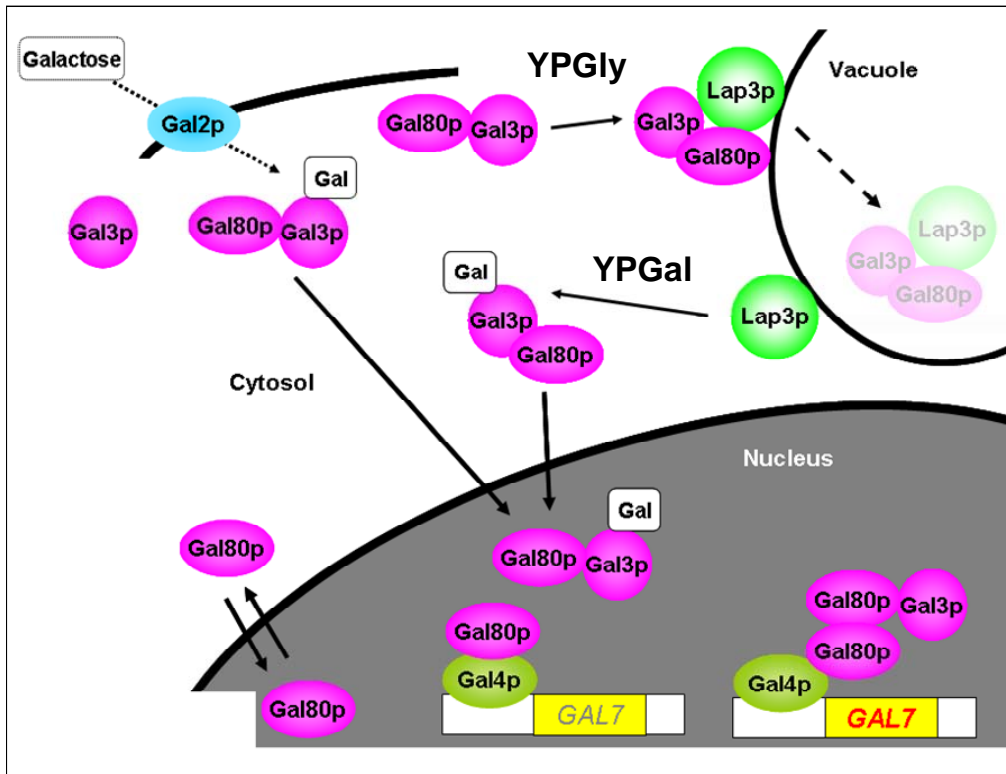 Galactose
YPGly
Vacuole
Lap3p
Gal2p
Gal80p
Gal3p
Gal3p
Gal80p
Gal
Gal3p
Gal80p
Gal3p
Lap3p
Gal3p
Gal80p
Gal
YPGal
Gal3p
Lap3p
Gal80p
Cytosol
Nucleus
Gal
Gal80p
Gal80p
Gal3p
Gal80p
Gal3p
Gal80p
Gal80p
Gal4p
Gal4p
Gal80p
GAL7
GAL7